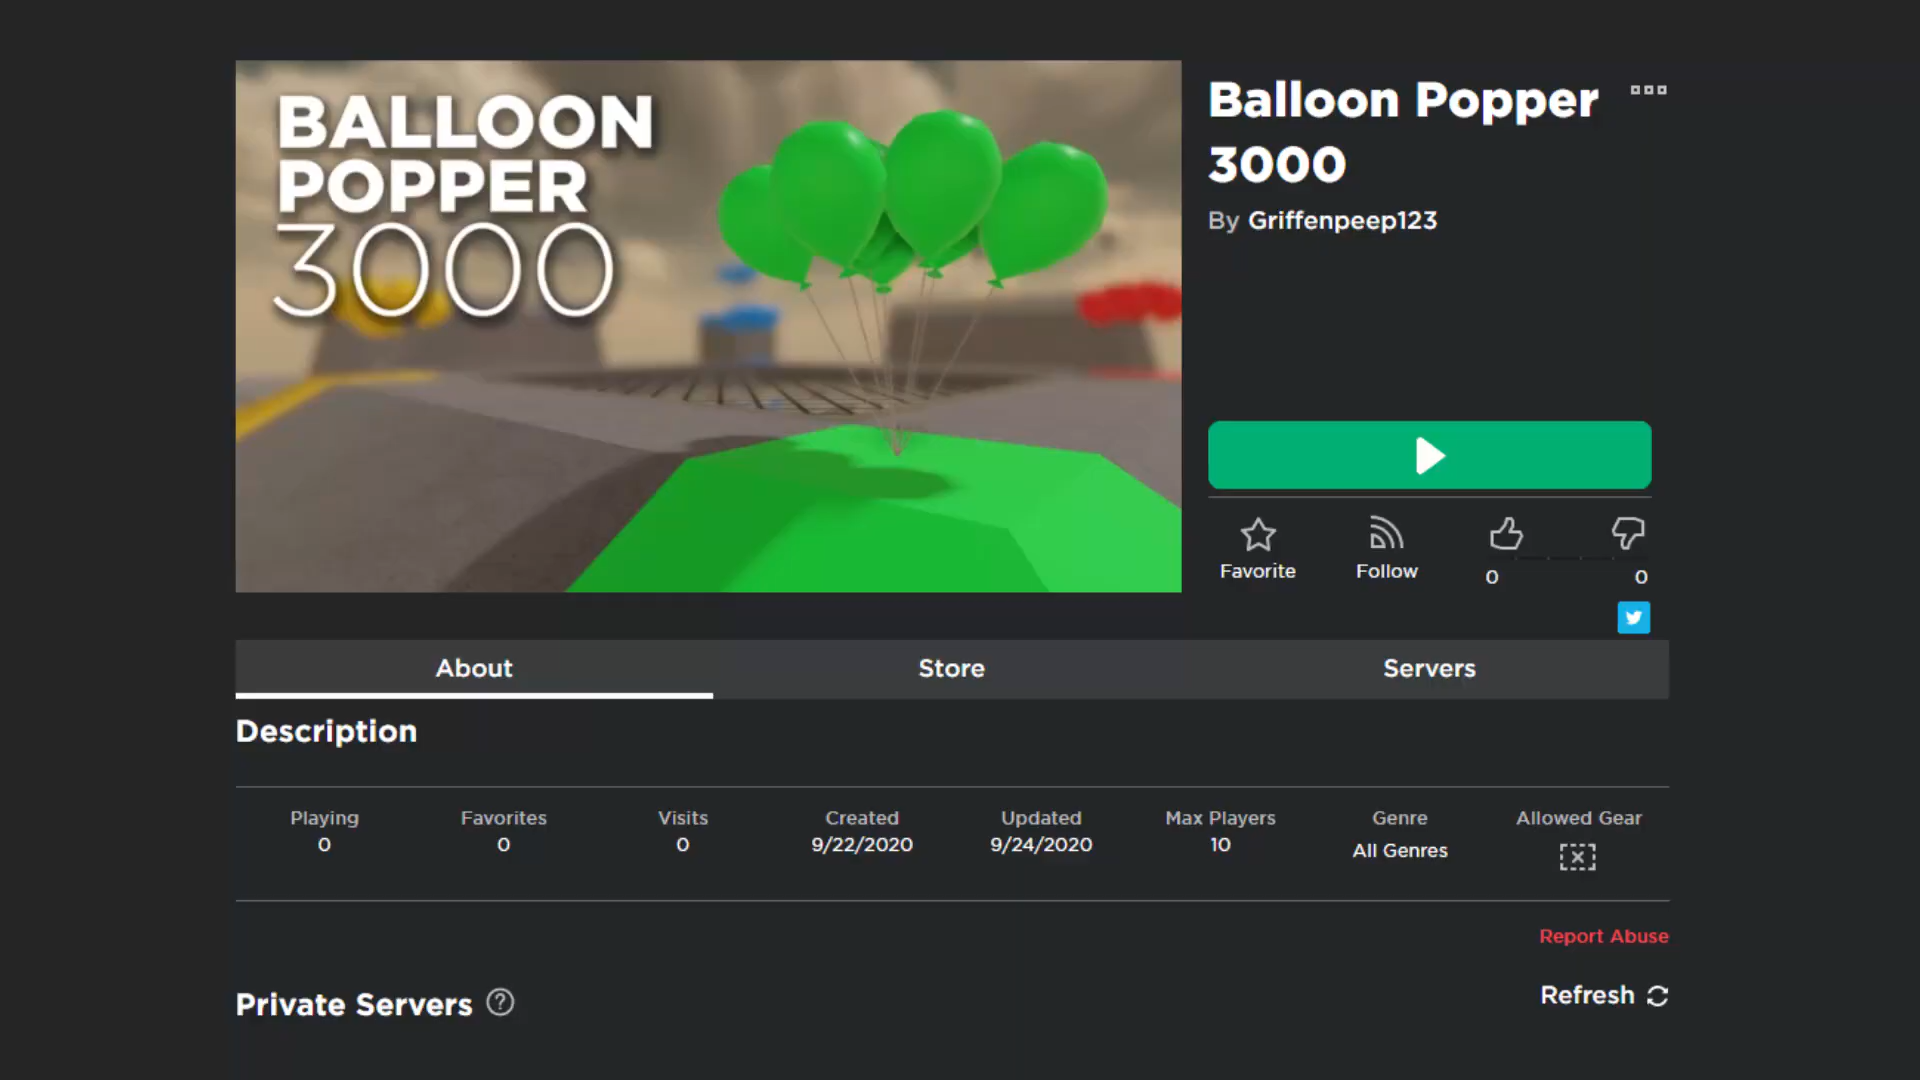 BALLOON
POPPER
3000
Balloon Popper
3000
By Griffenpeep123
Favorite
Follow
0
0
About
Store
Servers
Description
Playing
0
Favorites
0
Visits
0
Created
9/22/2020
Updated
9/24/2020
Max Players
10
Genre
All Genres
Allowed Gear
Report Abuse
Private Servers
Refresh